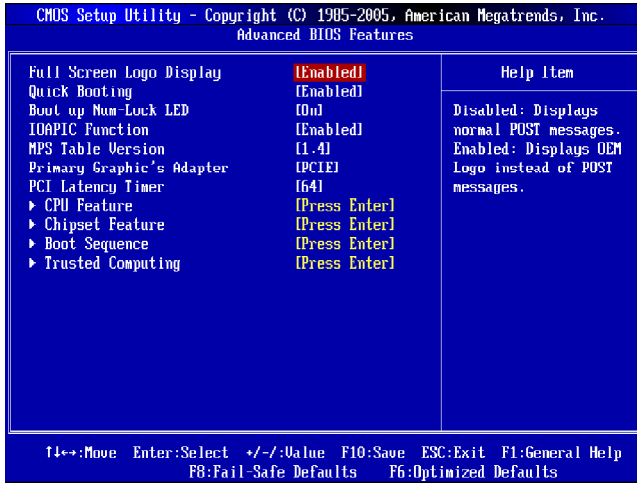 CMOS Setup Utility - Copyright (C) 1985-2005, American Megatrends, Inc.
Advanced BIOS Features
Full Screen Logo Display [Enabled]
Quick Booting [Enabled]
Boot up Num-Lock LED [On]
IOAPIC Function [Enabled]
MPS Table Version [1.4]
Primary Graphic's Adapter [PCIE]
PCI Latency Timer [64]
▶ CPU Feature [Press Enter]
▶ Chipset Feature [Press Enter]
▶ Boot Sequence [Press Enter]
▶ Trusted Computing [Press Enter]
Help Item
Disabled: Displays
normal POST messages.
Enabled: Displays OEM
Logo instead of POST
messages.
↑↓←→:Move Enter:Select +/-/:Value F10:Save ESC:Exit F1:General Help
F8:Fail-Safe Defaults F6:Optimized Defaults